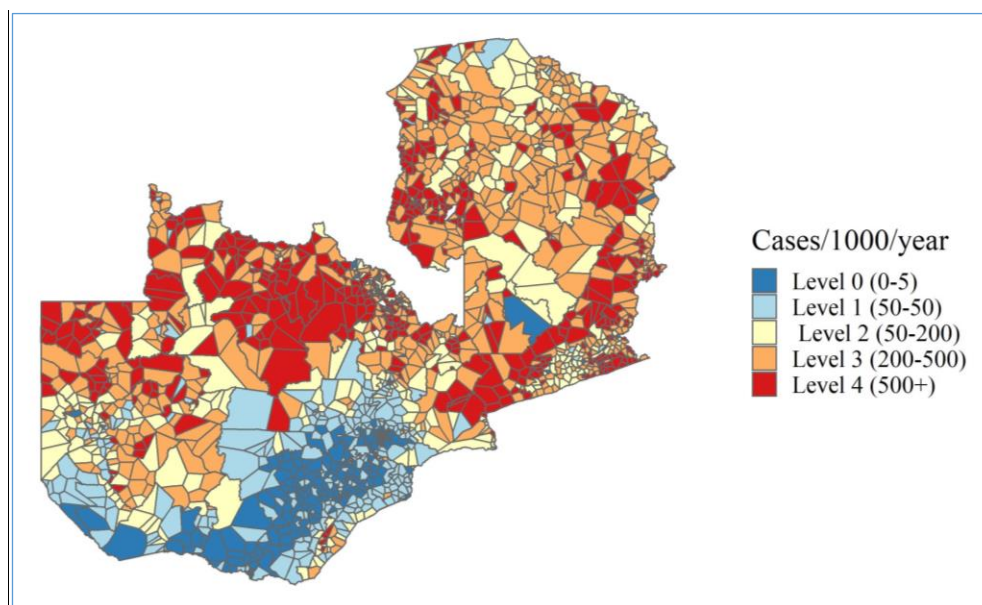 Cases/1000/year
Level 0 (0-5)
Level 1 (50-50)
Level 2 (50-200)
Level 3 (200-500)
Level 4 (500+)